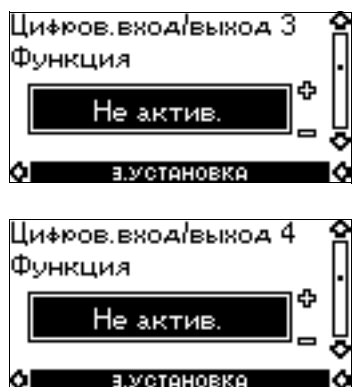 Цифров.вход/выход 3
Функция
Не актив.
3.УСТАНОВКА
Цифров.вход/выход 4
Функция
Не актив.
3.УСТАНОВКА